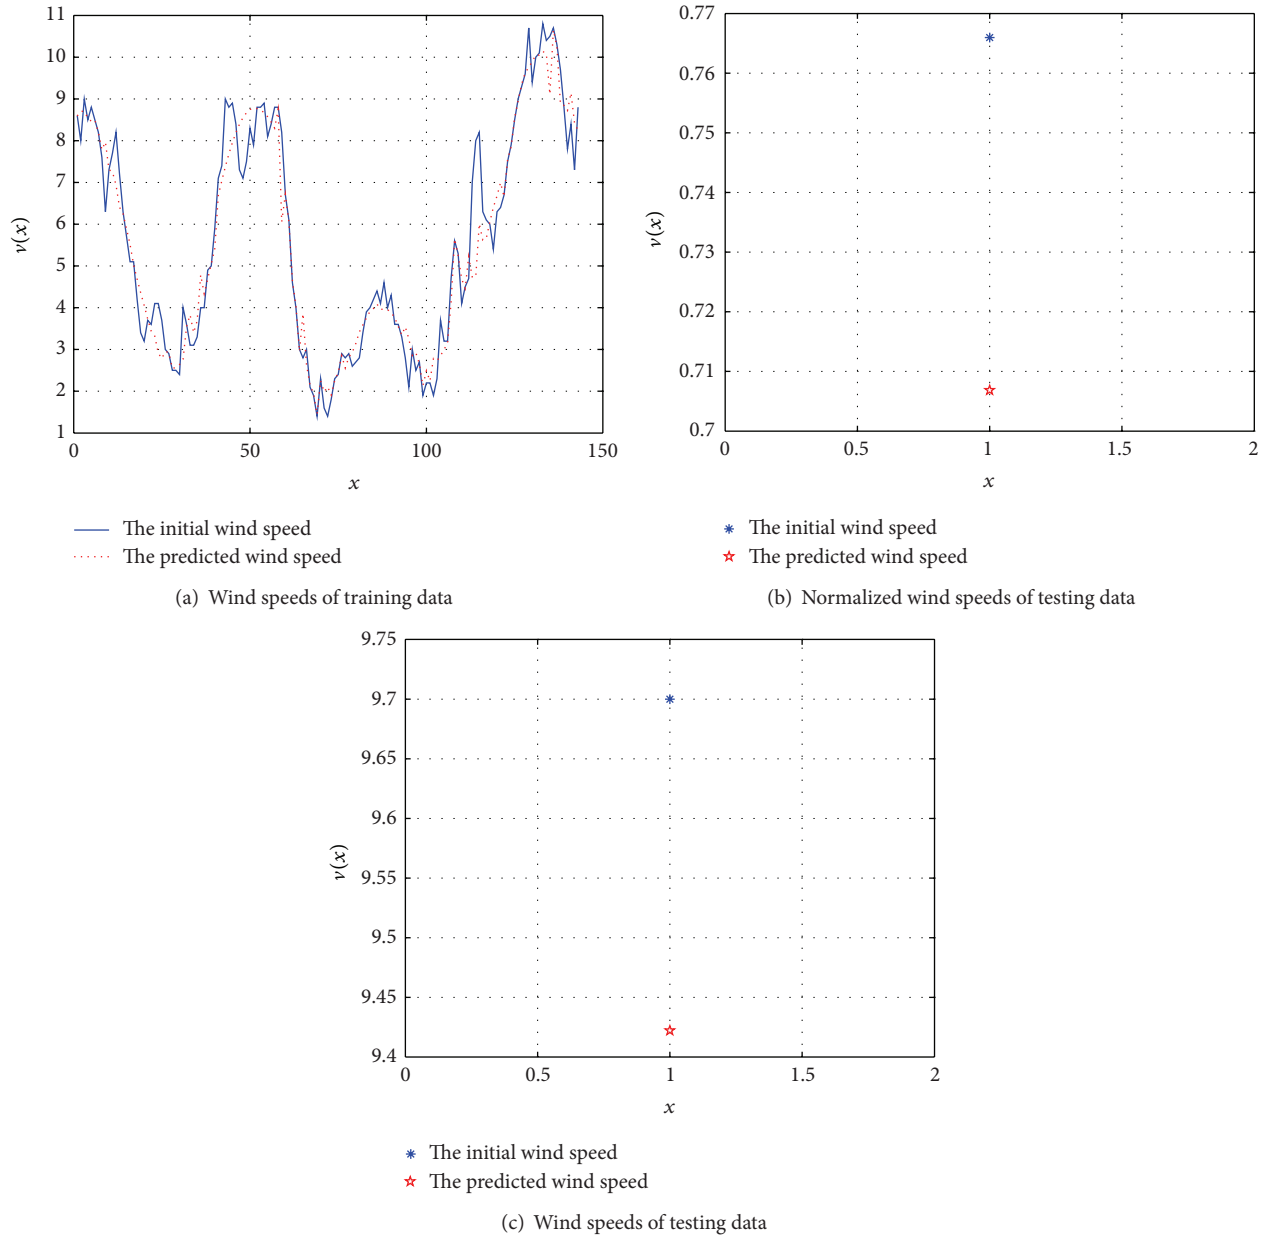 11
10
9
8
7
6
5
4
3
2
1
0
50
100
150
v(x)
x
The initial wind speed
The predicted wind speed
(a) Wind speeds of training data
0.77
0.76
0.75
0.74
0.73
0.72
0.71
0.7
0
0.5
1
1.5
2
v(x)
x
The initial wind speed
The predicted wind speed
(b) Normalized wind speeds of testing data
9.75
9.7
9.65
9.6
9.55
9.5
9.45
9.4
0
0.5
1
1.5
2
v(x)
x
The initial wind speed
The predicted wind speed
(c) Wind speeds of testing data